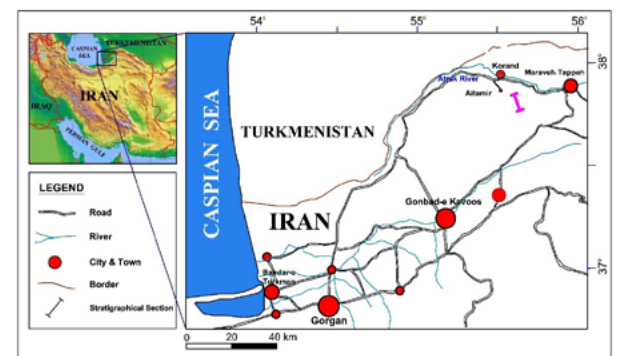 54°
55°
56°
CASPIAN
SEA
TURKMENISTAN
IRAN
IRAQ
PERSIAN GULF
LEGEND
Road
River
City & Town
Border
Stratigraphical Section
CASPIAN SEA
TURKMENISTAN
IRAN
Korand
Maraveh Tappeh
Atrak River
Aitamir
38°
Gonbad-e Kavoos
37°
Bandar-e
Torkman
Gorgan
0 20 40 km